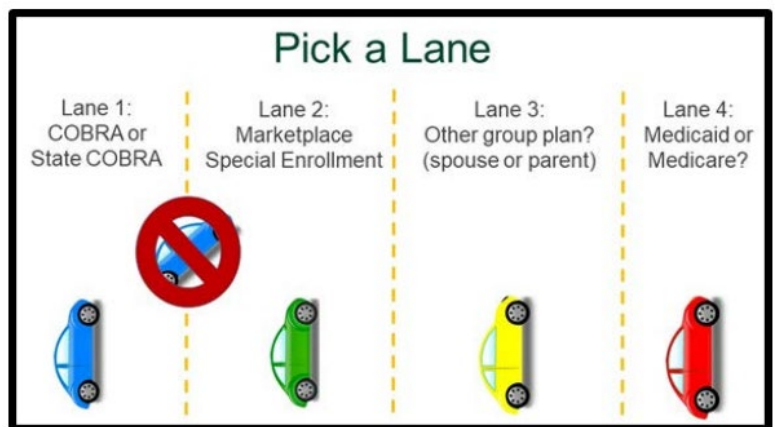 Pick a Lane
Lane 1:
COBRA or
State COBRA
Lane 2:
Marketplace
Special Enrollment
Lane 3:
Other group plan?
(spouse or parent)
Lane 4:
Medicaid or
Medicare?